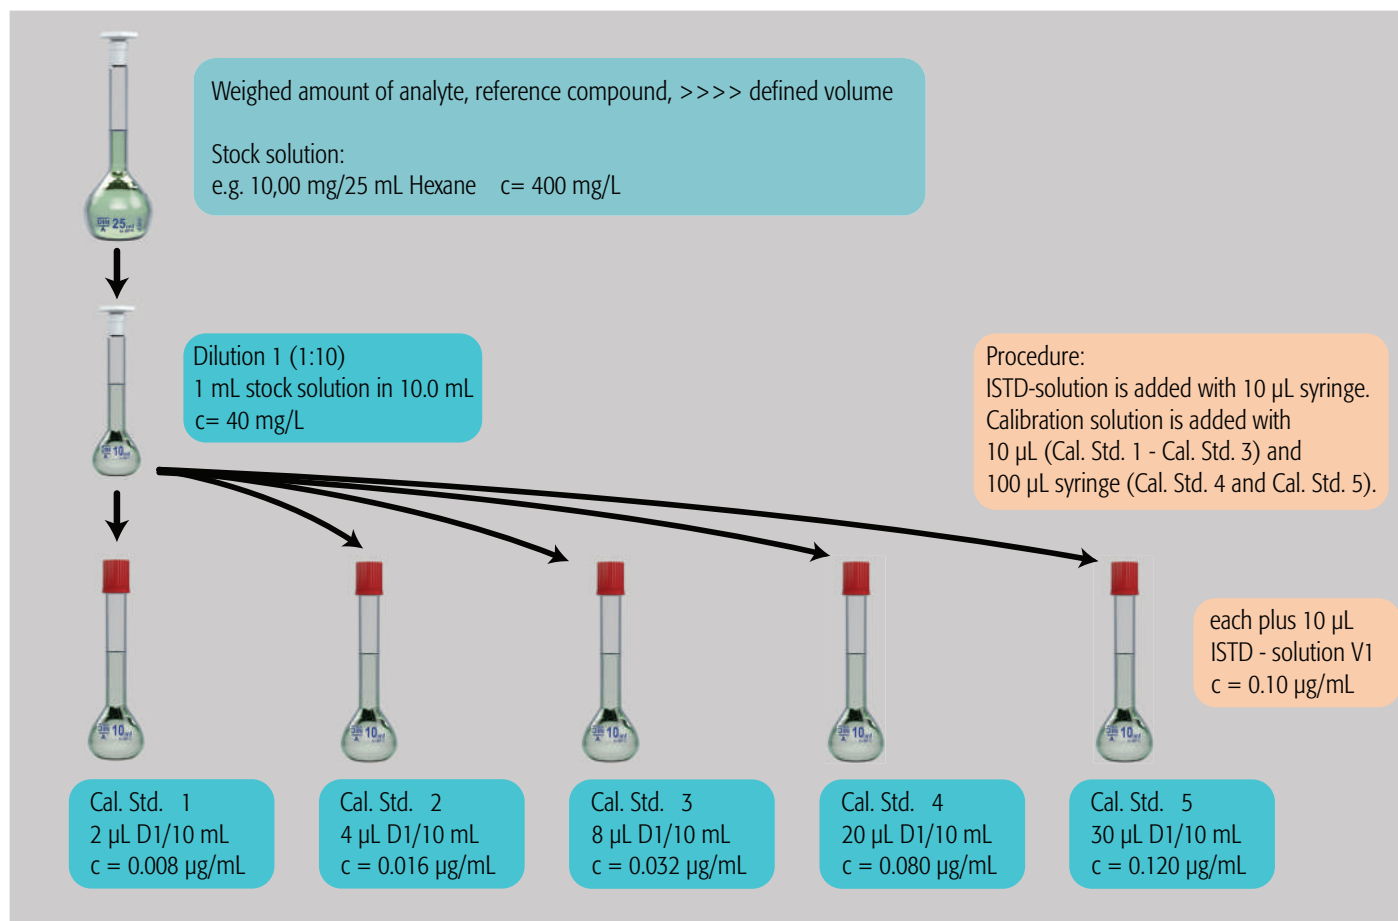 Weighed amount of analyte, reference compound, >>>> defined volume
Stock solution:
e.g. 10,00 mg/25 mL Hexane c= 400 mg/L
25
Dilution 1 (1:10)
1 mL stock solution in 10.0 mL
c= 40 mg/L
10
Procedure:
ISTD-solution is added with 10 µL syringe.
Calibration solution is added with
10 µL (Cal. Std. 1 - Cal. Std. 3) and
100 µL syringe (Cal. Std. 4 and Cal. Std. 5).
10
10
10
10
10
each plus 10 µL
ISTD - solution V1
c = 0.10 µg/mL
Cal. Std. 1
2 µL D1/10 mL
c = 0.008 µg/mL
Cal. Std. 2
4 µL D1/10 mL
c = 0.016 µg/mL
Cal. Std. 3
8 µL D1/10 mL
c = 0.032 µg/mL
Cal. Std. 4
20 µL D1/10 mL
c = 0.080 µg/mL
Cal. Std. 5
30 µL D1/10 mL
c = 0.120 µg/mL